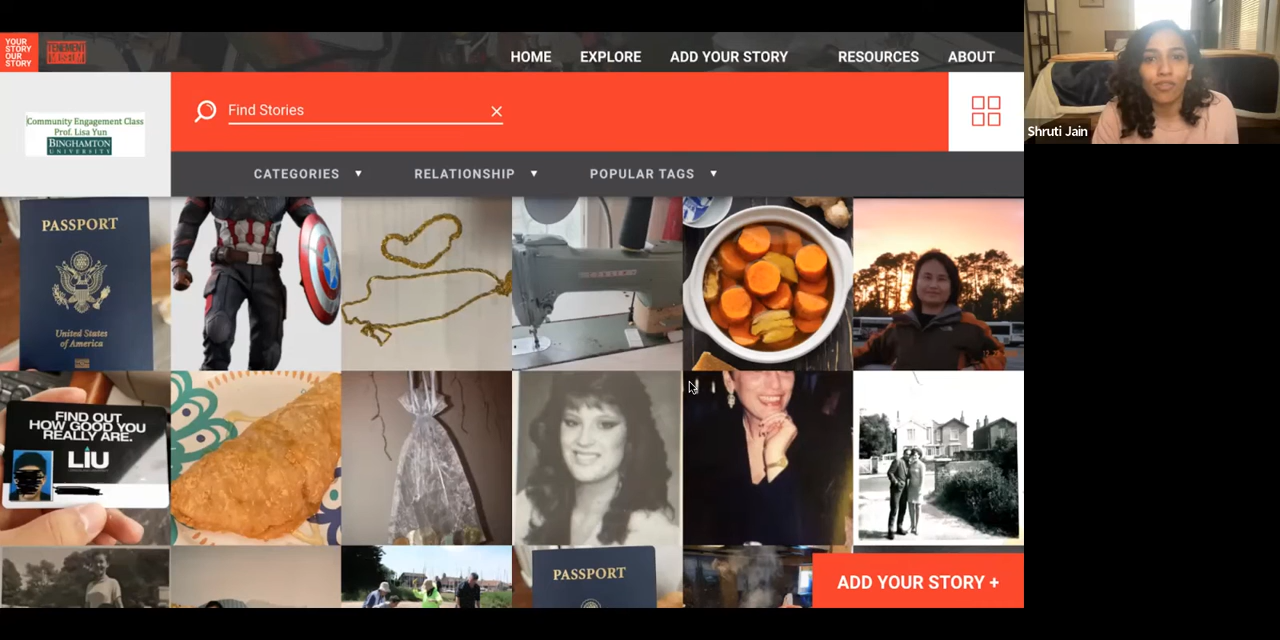 YOUR
STORY
OUR
STORY
TENEMENT
MUSEUM
HOME EXPLORE ADD YOUR STORY RESOURCES ABOUT
Community Engagement Class
Prof. Lisa Yun
BINGHAMTON
UNIVERSITY
Find Stories
CATEGORIES RELATIONSHIP POPULAR TAGS
Shruti Jain
PASSPORT
United States
of America
FIND OUT
HOW GOOD YOU
REALLY ARE.
LIU
PASSPORT
ADD YOUR STORY +